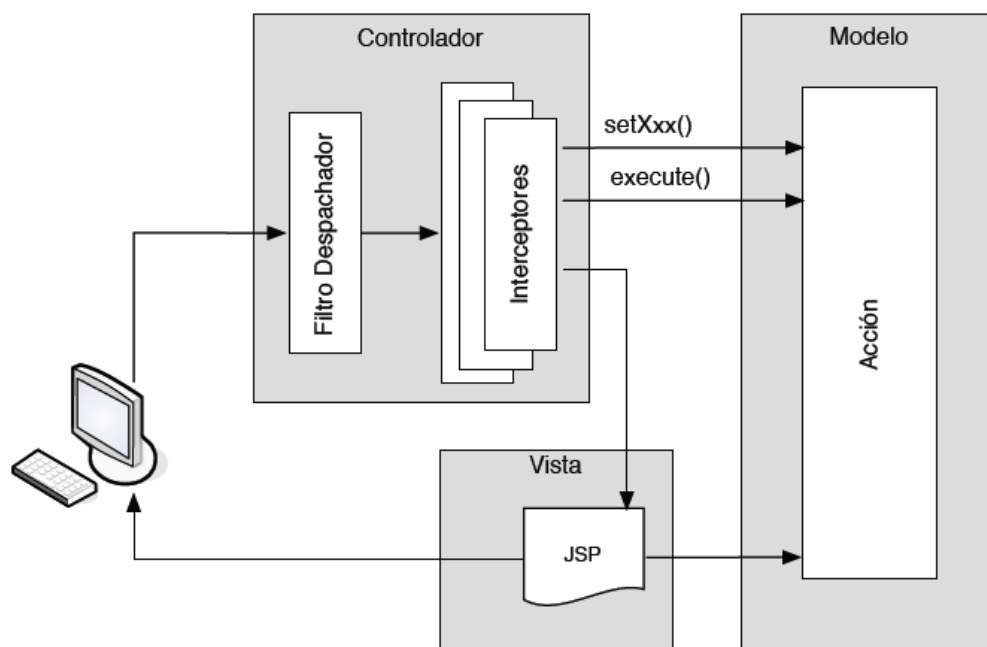 Controlador
Modelo
setXxx()
execute()
Filtro Despachador
Interceptores
Acción
Vista
JSP